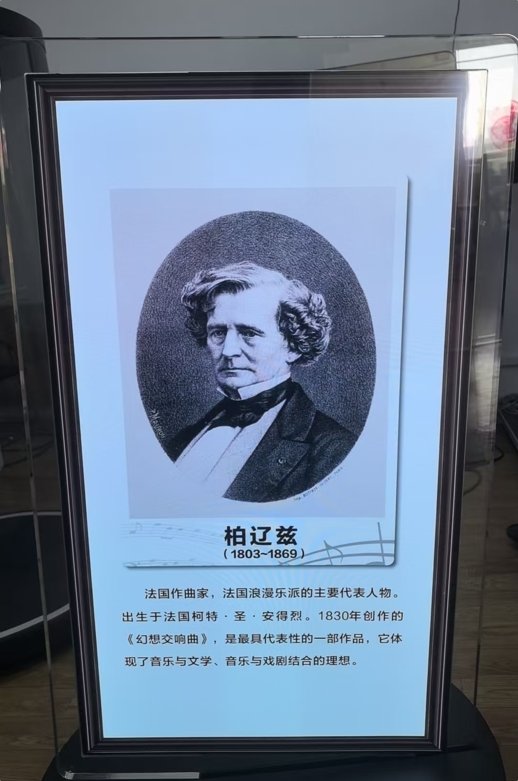 柏辽兹
（1803~1869）
法国作曲家，法国浪漫乐派的主要代表人物。
出生于法国柯特·圣·安得烈。1830年创作的
《幻想交响曲》，是最具代表性的一部作品，它体
现了音乐与文学、音乐与戏剧结合的理想。